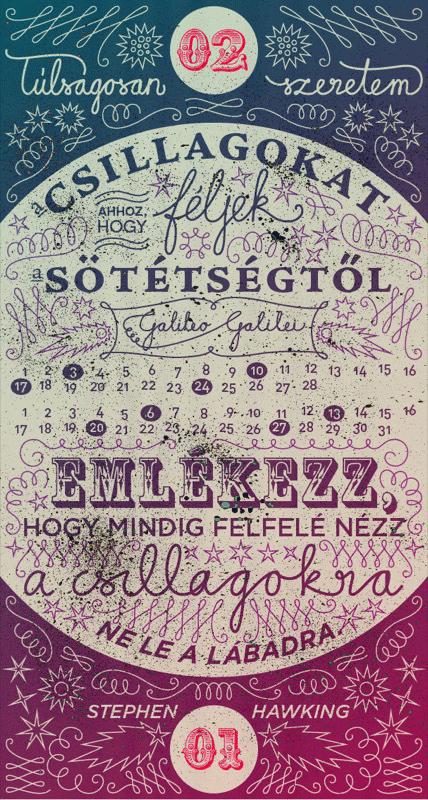 02
Túlságosan szeretem
a CSILLAGOKAT
AHHOZ, HOGY féljek
a SÖTÉTSÉGTŐL
Galileo Galilei
1 2 3 4 5 6 7 8 9 10 11 12 13 14 15 16
17 18 19 20 21 22 23 24 25 26 27 28
1 2 3 4 5 6 7 8 9 10 11 12 13 14 15 16
17 18 19 20 21 22 23 24 25 26 27 28 29 30 31
EMLÉKEZZ,
HOGY MINDIG FELFELÉ NÉZZ
a csillagokra
NE LE A LÁBADRA.
STEPHEN HAWKING
01